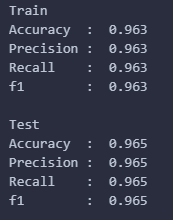 Train
Accuracy  :  0.963
Precision :  0.963
Recall    :  0.963
f1        :  0.963

Test
Accuracy  :  0.965
Precision :  0.965
Recall    :  0.965
f1        :  0.965